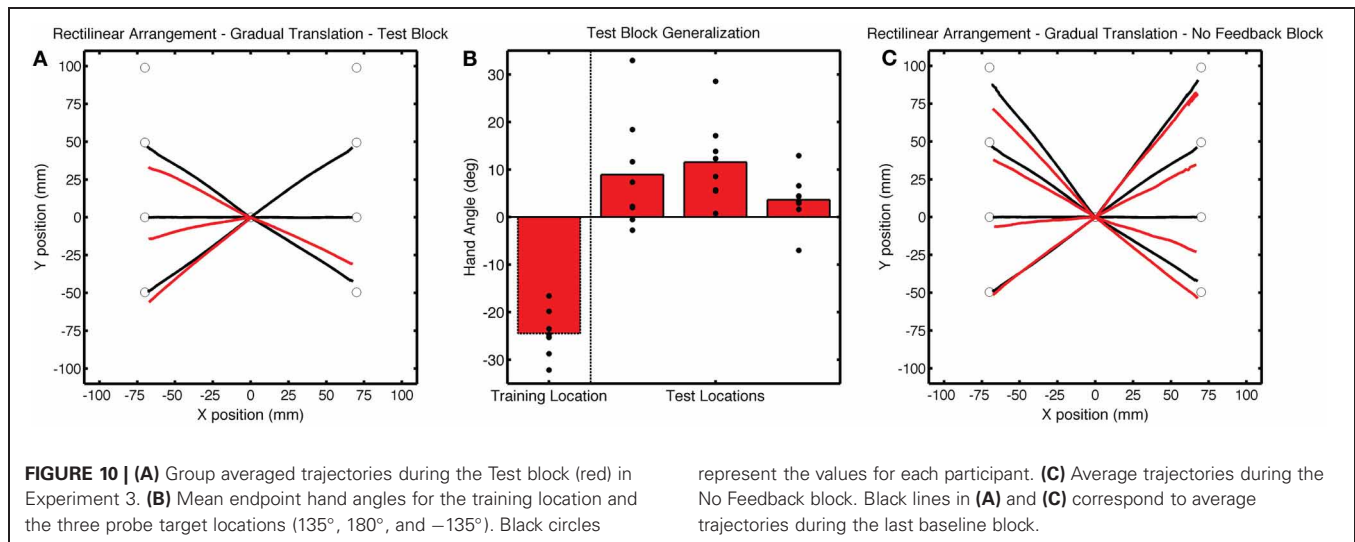 Rectilinear Arrangement - Gradual Translation - Test Block
A
100
75
50
25
0
-25
-50
-75
-100
Y position (mm)
-100 -75 -50 -25 0 25 50 75 100
X position (mm)
Test Block Generalization
B
30
20
10
0
-10
-20
-30
Hand Angle (deg)
Training Location Test Locations
Rectilinear Arrangement - Gradual Translation - No Feedback Block
C
100
75
50
25
0
-25
-50
-75
-100
Y position (mm)
-100 -75 -50 -25 0 25 50 75 100
X position (mm)
FIGURE 10 | (A) Group averaged trajectories during the Test block (red) in
Experiment 3. (B) Mean endpoint hand angles for the training location and
the three probe target locations (135°, 180°, and −135°). Black circles
represent the values for each participant. (C) Average trajectories during the
No Feedback block. Black lines in (A) and (C) correspond to average
trajectories during the last baseline block.